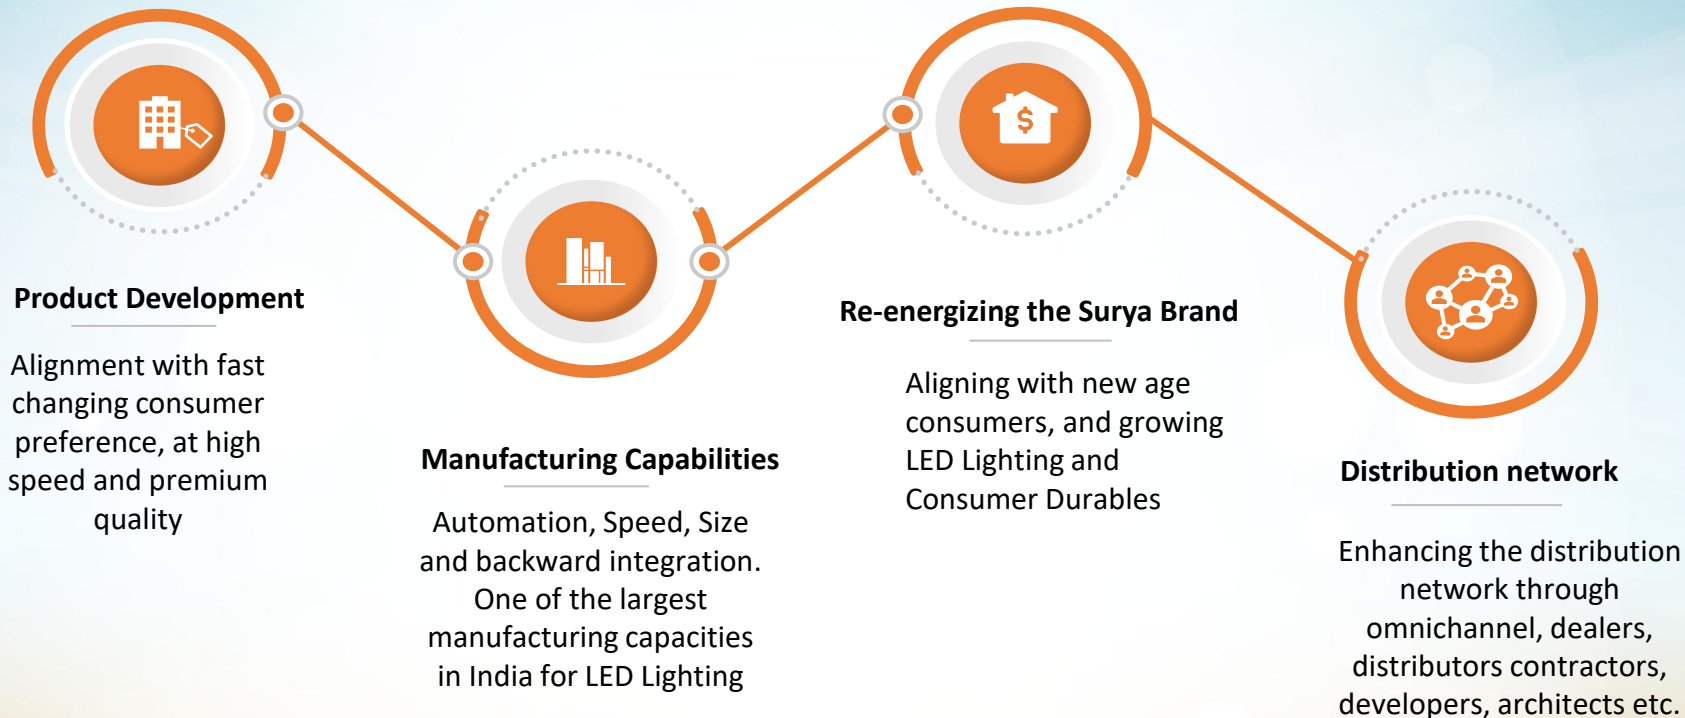 Product Development
Alignment with fast
changing consumer
preference, at high
speed and premium
quality
Manufacturing Capabilities
Automation, Speed, Size
and backward integration.
One of the largest
manufacturing capacities
in India for LED Lighting
$
Re-energizing the Surya Brand
Aligning with new age
consumers, and growing
LED Lighting and
Consumer Durables
Distribution network
Enhancing the distribution
network through
omnichannel, dealers,
distributors contractors,
developers, architects etc.